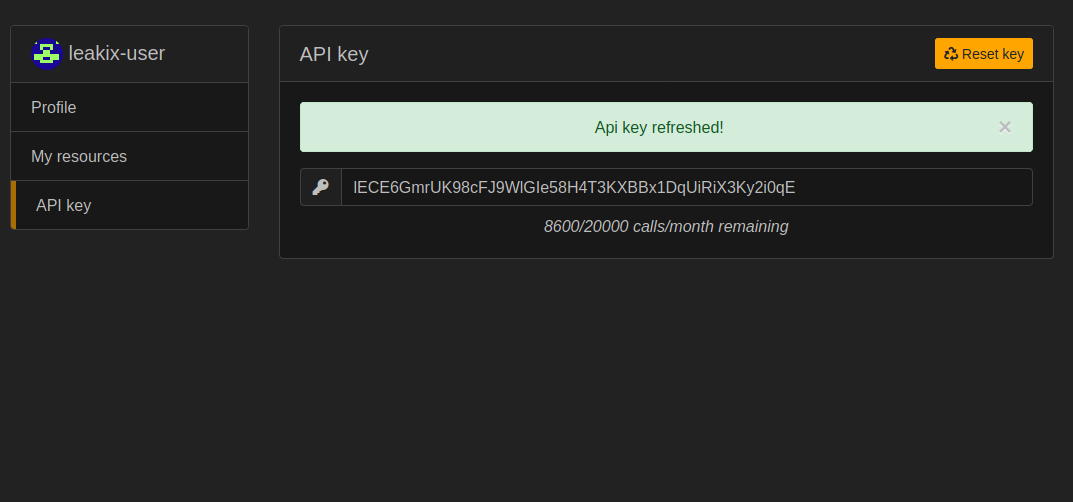 leakix-user
Profile
My resources
API key
API key
Reset key
Api key refreshed!
×
lECE6GmrUK98cFJ9WlGIe58H4T3KXBBx1DqUiRiX3Ky2i0qE
8600/20000 calls/month remaining